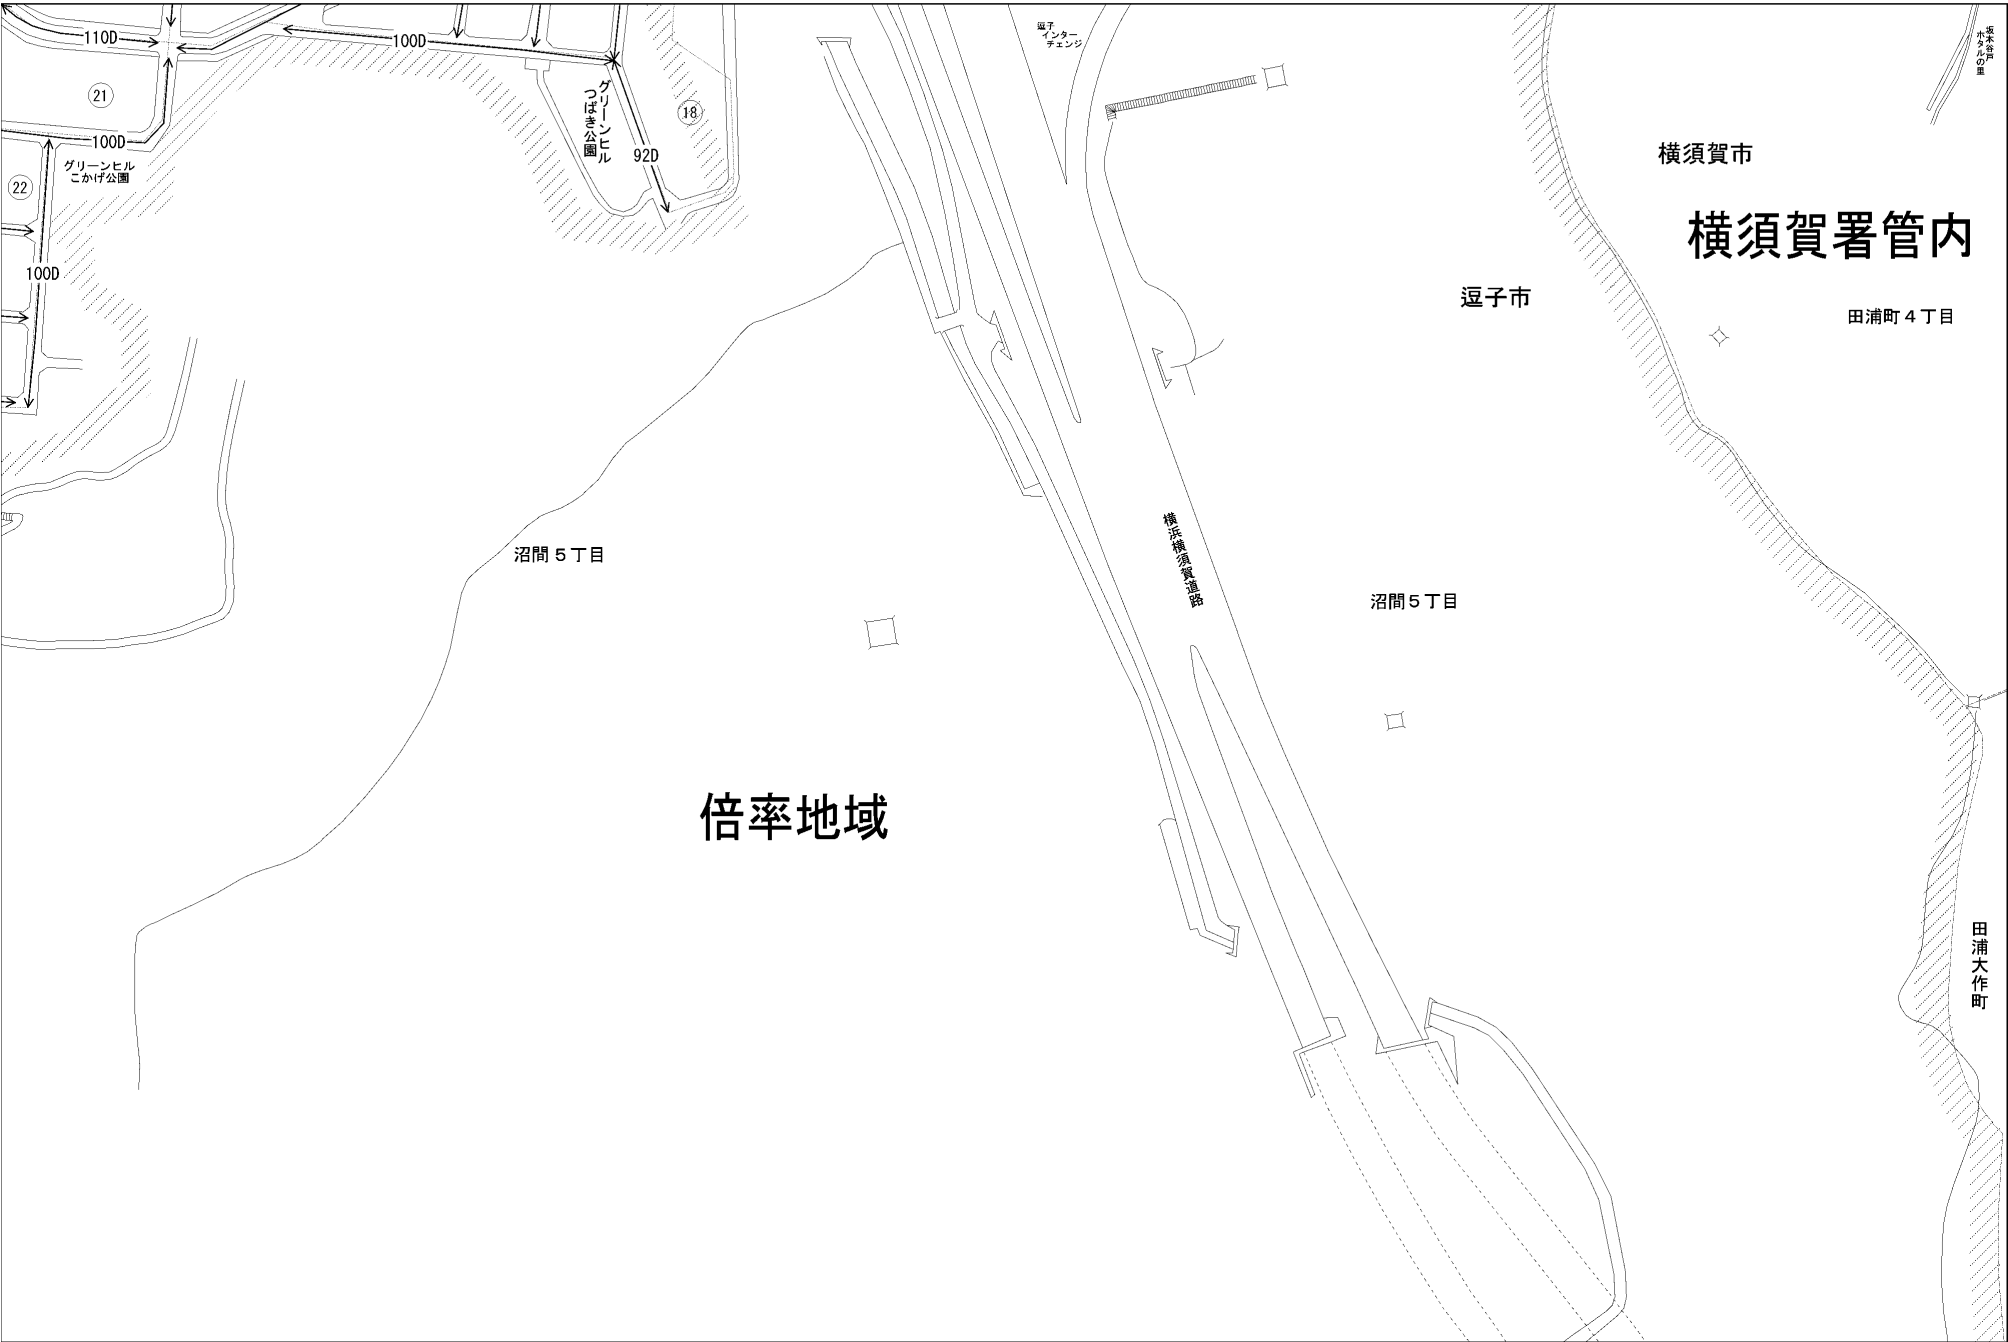 110D
100D
21
100D
グリーンヒル
こかげ公園
22
100D
グリーンヒル
つばき公園
92D
18
逗子
インター
チェンジ
坂本谷戸
ホタルの里
横須賀市
横須賀署管内
逗子市
田浦町４丁目
横浜横須賀道路
沼間５丁目
沼間５丁目
倍率地域
田浦大作町